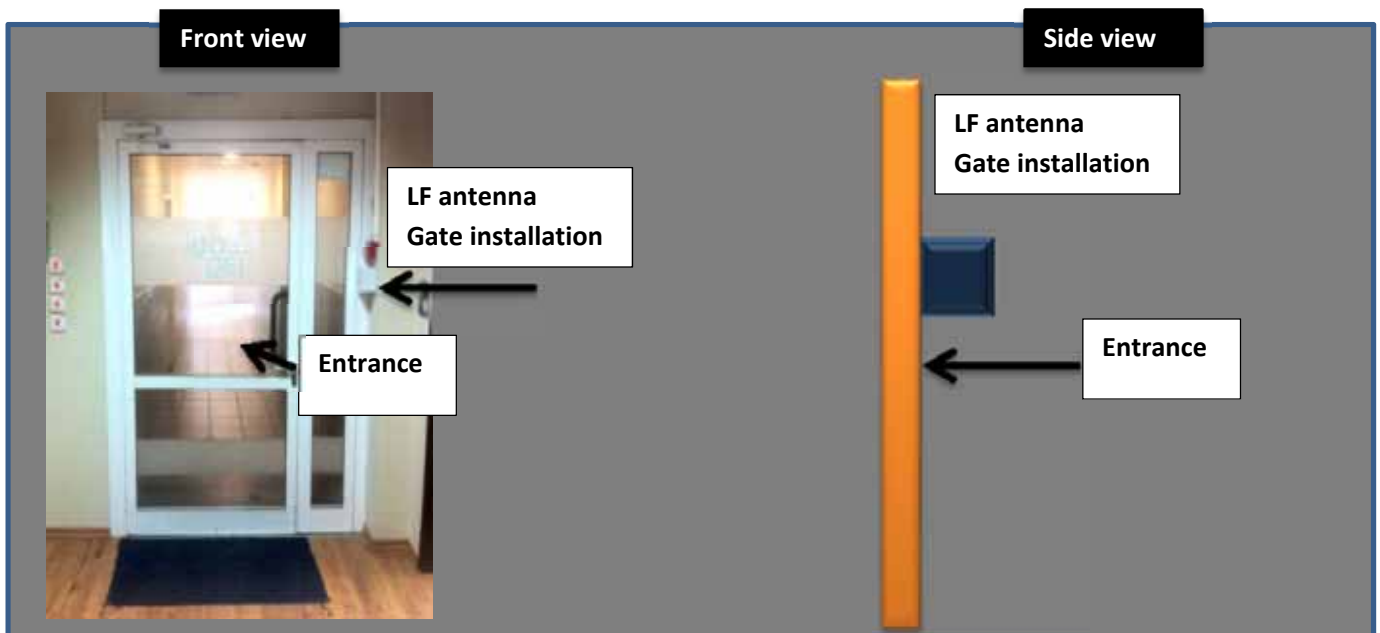 Front view
Side view
LF antenna
Gate installation
Entrance
LF antenna
Gate installation
Entrance